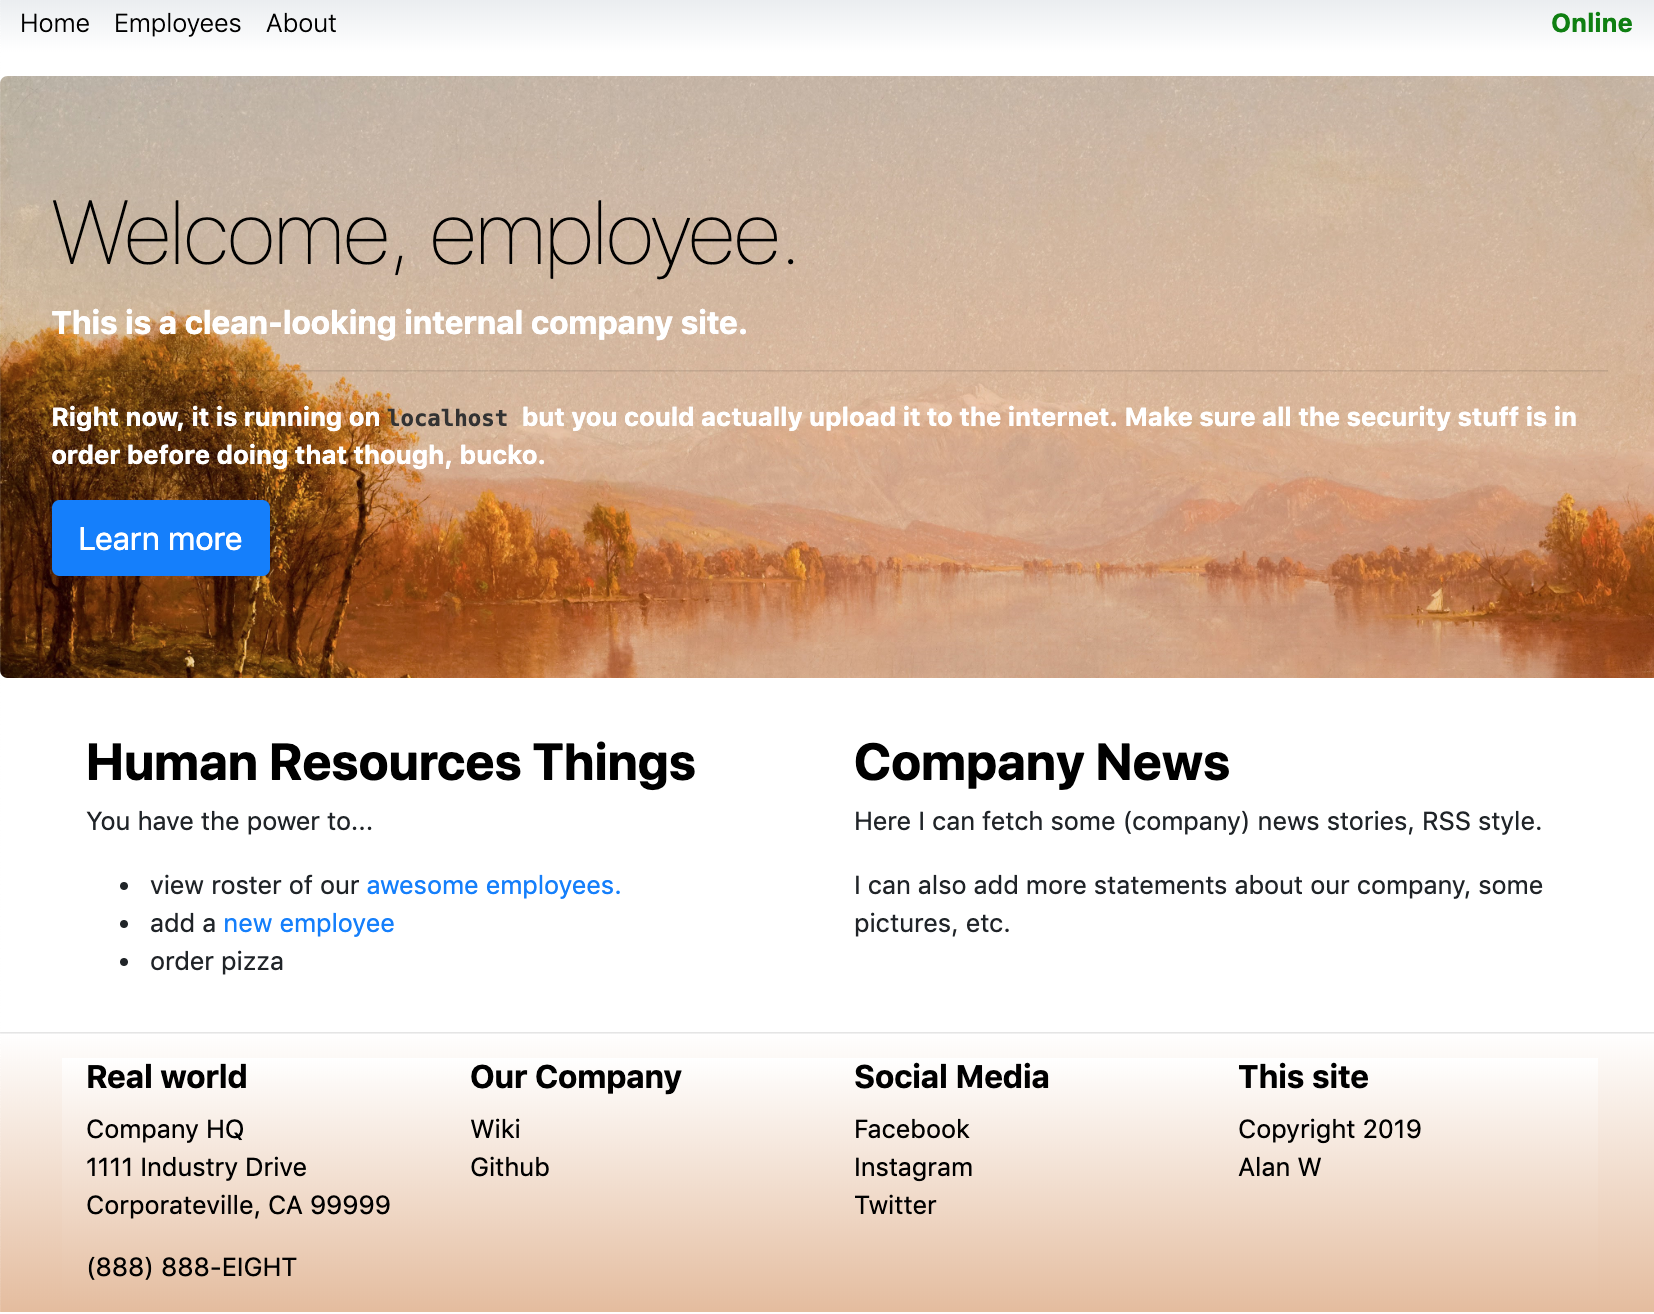 Home Employees About Online
Welcome, employee.
This is a clean-looking internal company site.
Right now, it is running on localhost but you could actually upload it to the internet. Make sure all the security stuff is in
order before doing that though, bucko.
Learn more
Human Resources Things
You have the power to...
• view roster of our awesome employees.
• add a new employee
• order pizza
Company News
Here I can fetch some (company) news stories, RSS style.
I can also add more statements about our company, some
pictures, etc.
Real world
Company HQ
1111 Industry Drive
Corporateville, CA 99999
(888) 888-EIGHT
Our Company
Wiki
Github
Social Media
Facebook
Instagram
Twitter
This site
Copyright 2019
Alan W